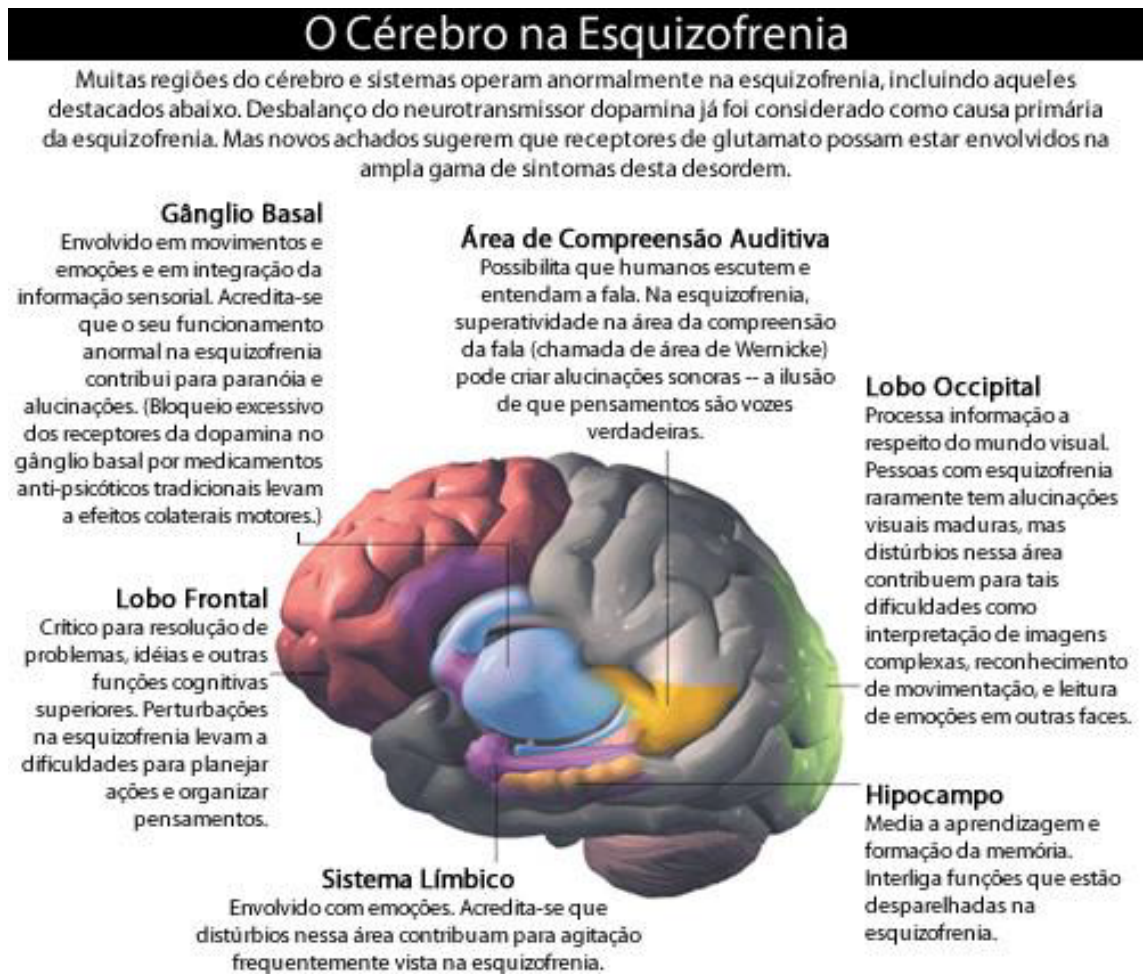 O Cérebro na Esquizofrenia
Muitas regiões do cérebro e sistemas operam anormalmente na esquizofrenia, incluindo aqueles
destacados abaixo. Desbalanço do neurotransmissor dopamina já foi considerado como causa primária
da esquizofrenia. Mas novos achados sugerem que receptores de glutamato possam estar envolvidos na
ampla gama de sintomas desta desordem.
Gânglio Basal
Envolvido em movimentos e
emoções e em integração da
informação sensorial. Acredita-se
que o seu funcionamento
anormal na esquizofrenia
contribui para paranóia e
alucinações. (Bloqueio excessivo
dos receptores da dopamina no
gânglio basal por medicamentos
anti-psicóticos tradicionais levam
a efeitos colaterais motores.)
Área de Compreensão Auditiva
Possibilita que humanos escutem e
entendam a fala. Na esquizofrenia,
superatividade na área da compreensão
da fala (chamada de área de Wernicke)
pode criar alucinações sonoras -- a ilusão
de que pensamentos são vozes
verdadeiras.
Lobo Occipital
Processa informação a
respeito do mundo visual.
Pessoas com esquizofrenia
raramente tem alucinações
visuais maduras, mas
distúrbios nessa área
contribuem para tais
dificuldades como
interpretação de imagens
complexas, reconhecimento
de movimentação, e leitura
de emoções em outras faces.
Lobo Frontal
Crítico para resolução de
problemas, idéias e outras
funções cognitivas
superiores. Perturbações
na esquizofrenia levam a
dificuldades para planejar
ações e organizar
pensamentos.
Hipocampo
Media a aprendizagem e
formação da memória.
Interliga funções que estão
desparelhadas na
esquizofrenia.
Sistema Límbico
Envolvido com emoções. Acredita-se que
distúrbios nessa área contribuam para agitação
frequentemente vista na esquizofrenia.